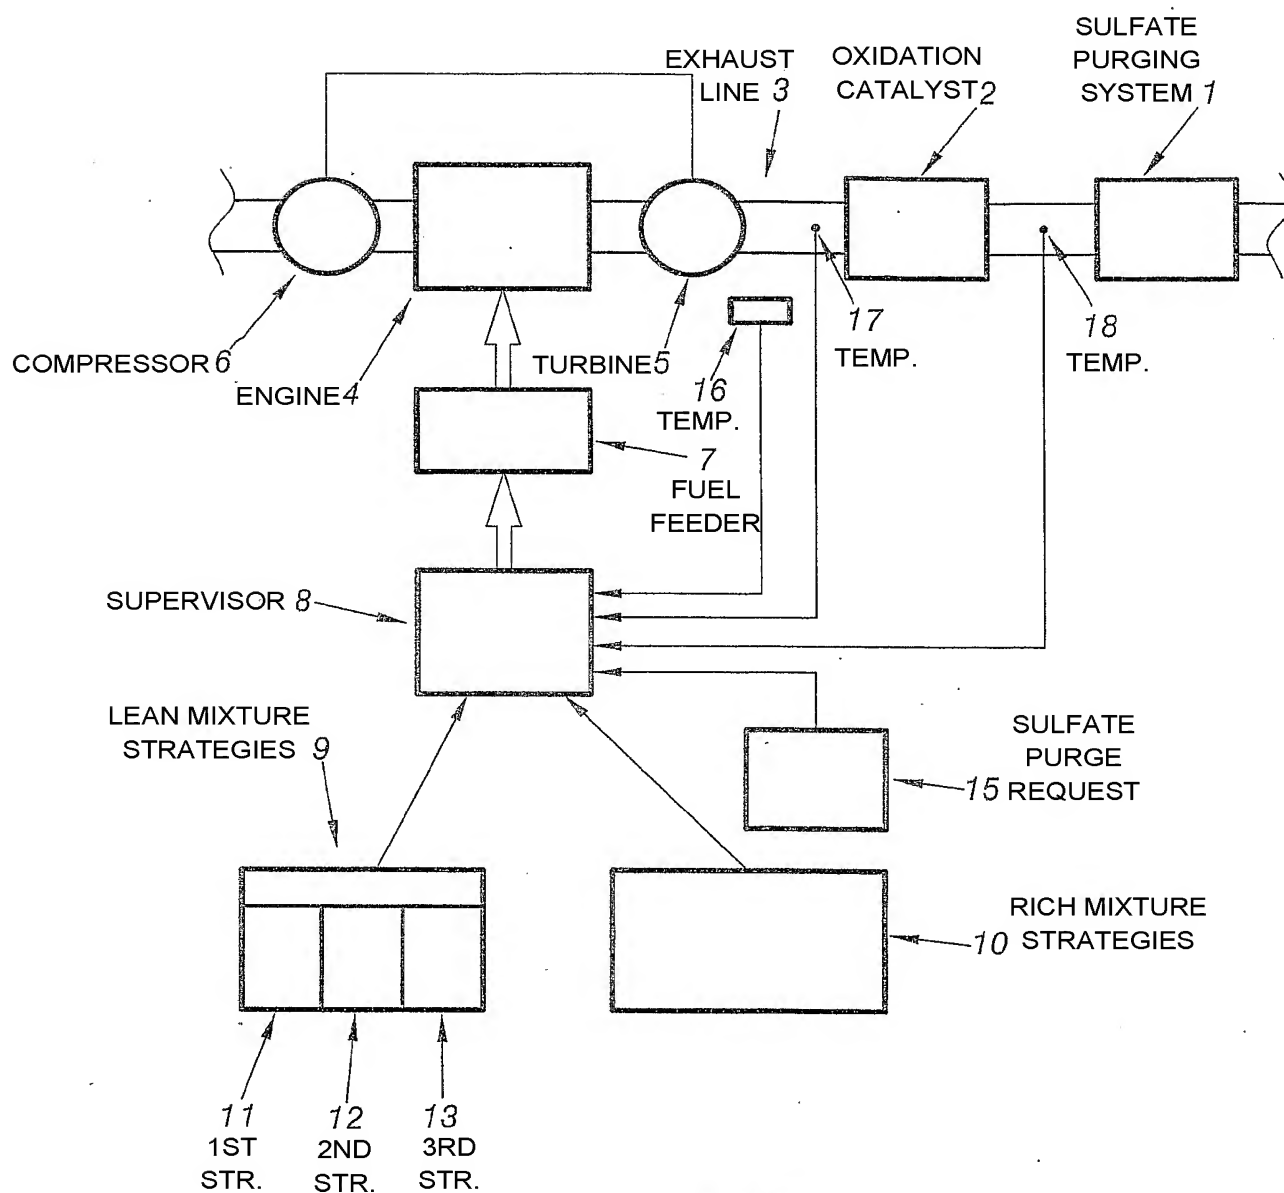 SULFATE
PURGING
SYSTEM 1
OXIDATION
CATALYST 2
EXHAUST
LINE 3
COMPRESSOR 6
ENGINE 4
TURBINE 5
16
TEMP.
17
TEMP.
18
TEMP.
7
FUEL
FEEDER
SUPERVISOR 8
LEAN MIXTURE
STRATEGIES 9
SULFATE
PURGE
15 REQUEST
RICH MIXTURE
10 STRATEGIES
11
1ST
STR.
12
2ND
STR.
13
3RD
STR.